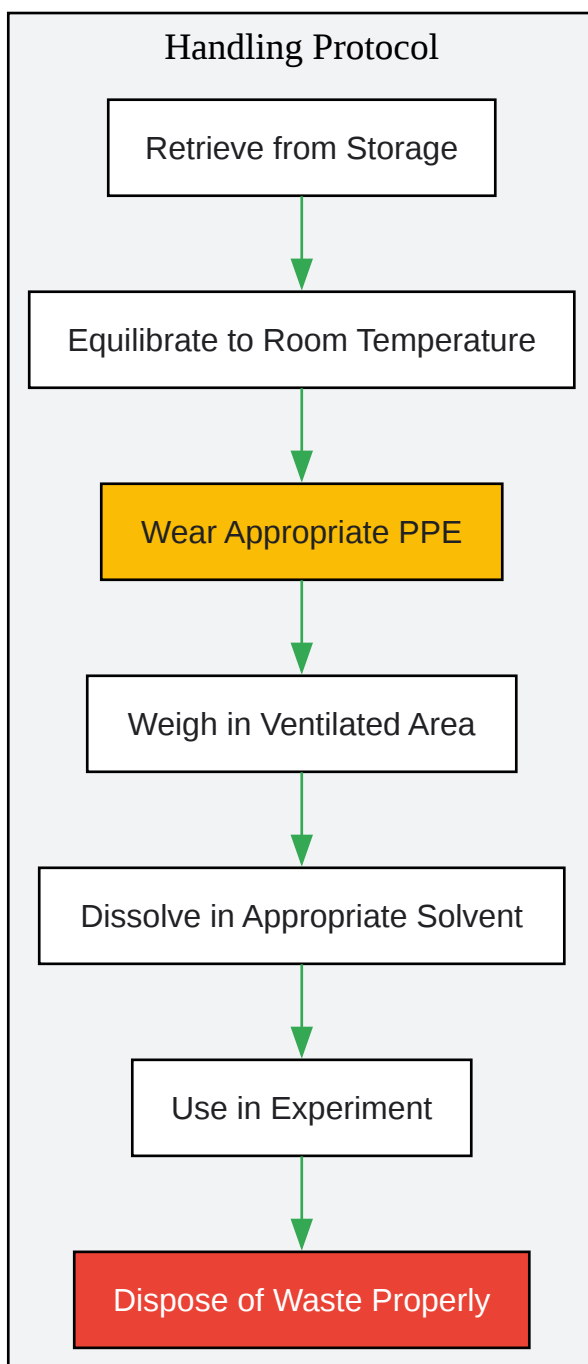 Handling Protocol
Retrieve from Storage
Equilibrate to Room Temperature
Wear Appropriate PPE
Weigh in Ventilated Area
Dissolve in Appropriate Solvent
Use in Experiment
Dispose of Waste Properly